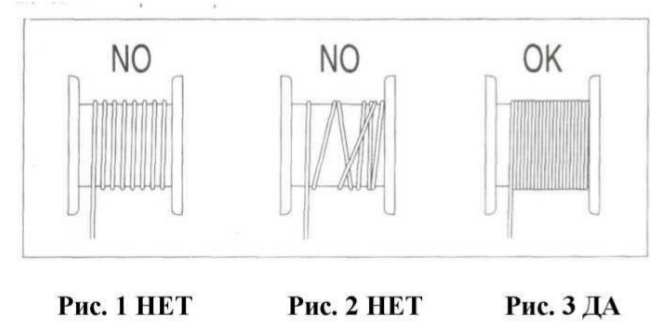 NO NO OK
Рис. 1 НЕТ Рис. 2 НЕТ Рис. 3 ДА